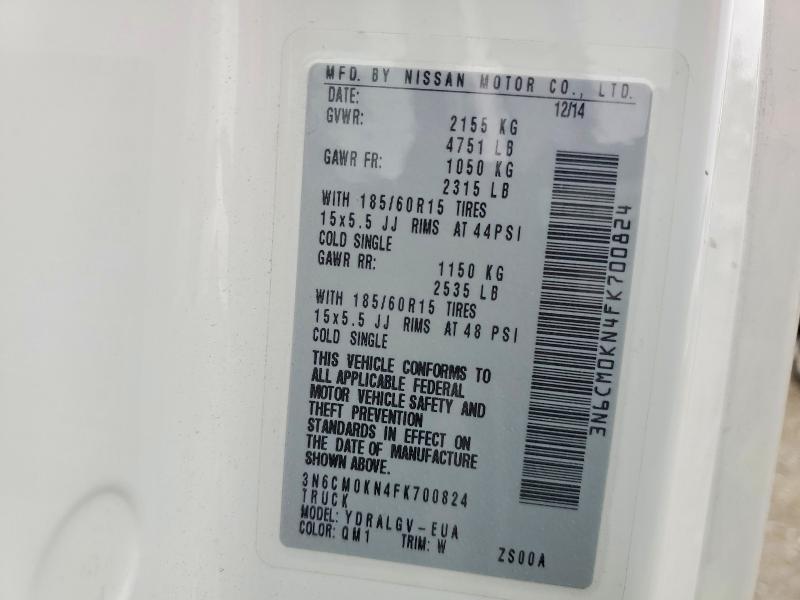 MFD. BY NISSAN MOTOR CO., LTD.
DATE: 12/14
GVWR: 2155 KG
4751 LB
GAWR FR: 1050 KG
2315 LB
WITH 185/60R15 TIRES
15x5.5 JJ RIMS AT 44PSI
COLD SINGLE
GAWR RR: 1150 KG
2535 LB
WITH 185/60R15 TIRES
15x5.5 JJ RIMS AT 48 PSI
COLD SINGLE
THIS VEHICLE CONFORMS TO
ALL APPLICABLE FEDERAL
MOTOR VEHICLE SAFETY AND
THEFT PREVENTION
STANDARDS IN EFFECT ON
THE DATE OF MANUFACTURE
SHOWN ABOVE.
3N6CM0KN4FK700824
TRUCK
MODEL: YDRALGV-EUA
COLOR: QM1 TRIM: W ZS00A
3N6CM0KN4FK700824